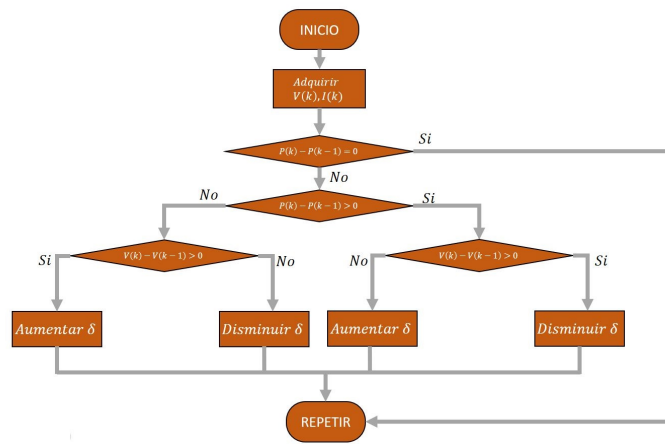 INICIO
Adquirir
V(k), I(k)
Si
P(k) − P(k − 1) = 0
No
No
P(k) − P(k − 1) > 0
Si
Si
V(k) − V(k − 1) > 0
No
No
V(k) − V(k − 1) > 0
Si
Aumentar δ
Disminuir δ
Aumentar δ
Disminuir δ
REPETIR